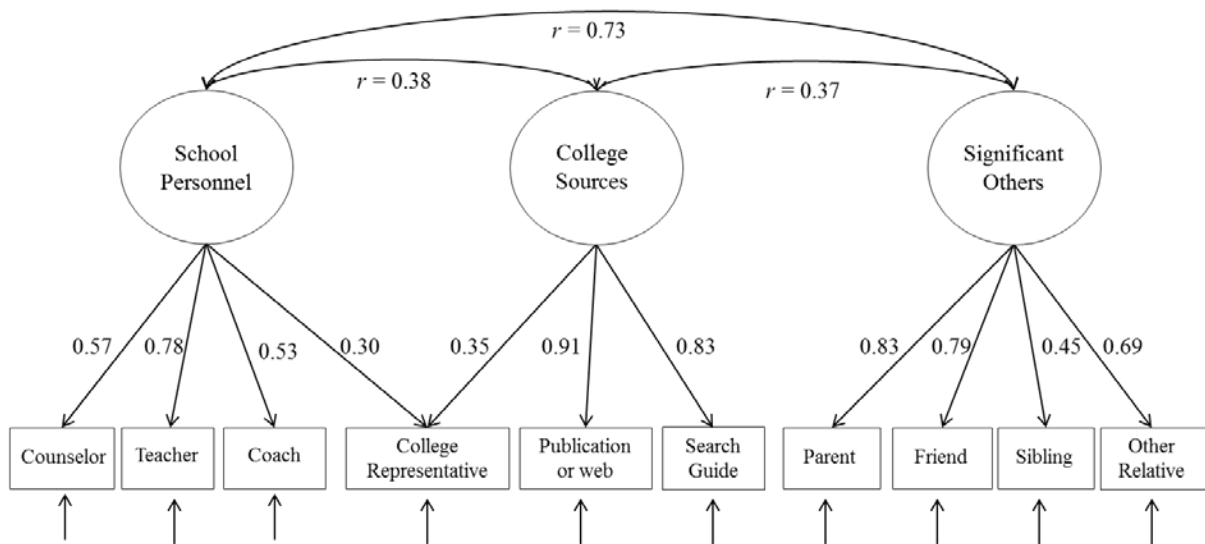 r = 0.73
r = 0.38
r = 0.37
School
Personnel
College
Sources
Significant
Others
0.57
0.78
0.53
0.30
0.35
0.91
0.83
0.83
0.79
0.45
0.69
Counselor
Teacher
Coach
College
Representative
Publication
or web
Search
Guide
Parent
Friend
Sibling
Other
Relative